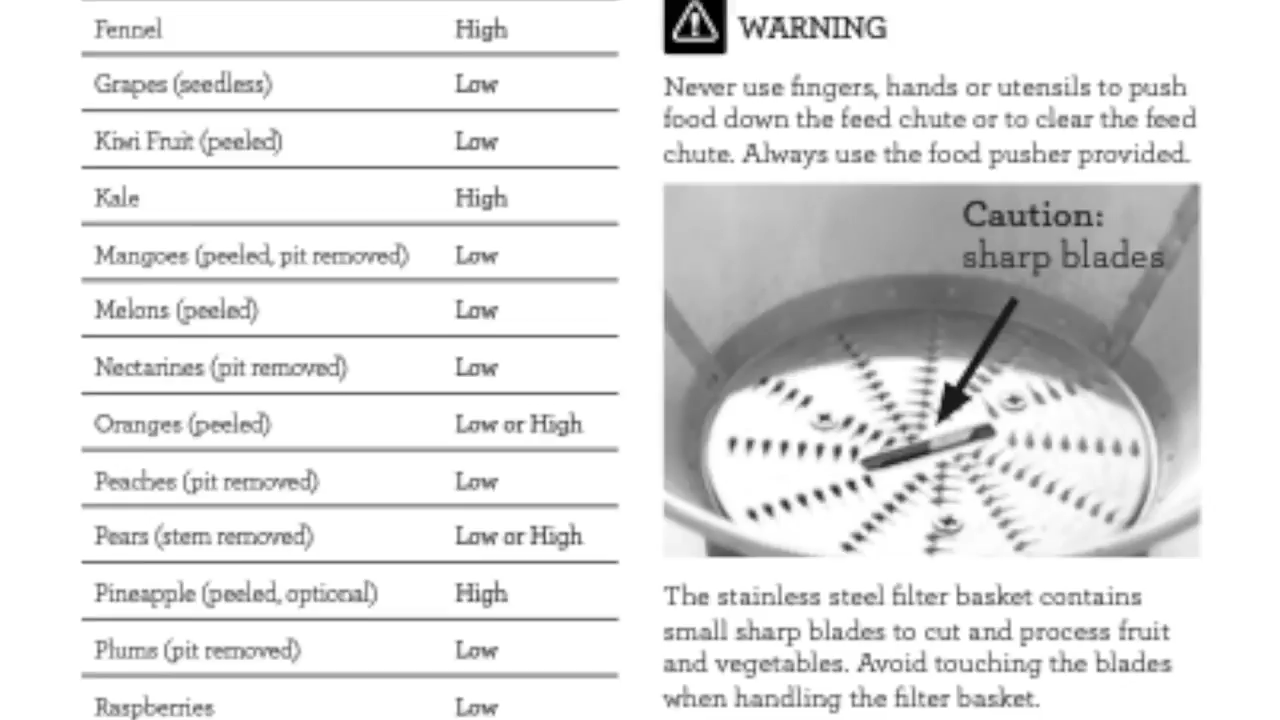 Fennel High
Grapes (seedless) Low
Kiwi Fruit (peeled) Low
Kale High
Mangoes (peeled, pit removed) Low
Melons (peeled) Low
Nectarines (pit removed) Low
Oranges (peeled) Low or High
Peaches (pit removed) Low
Pears (stem removed) Low or High
Pineapple (peeled, optional) High
Plums (pit removed) Low
Raspberries Low
WARNING
Never use fingers, hands or utensils to push
food down the feed chute or to clear the feed
chute. Always use the food pusher provided.
Caution:
sharp blades
The stainless steel filter basket contains
small sharp blades to cut and process fruit
and vegetables. Avoid touching the blades
when handling the filter basket.